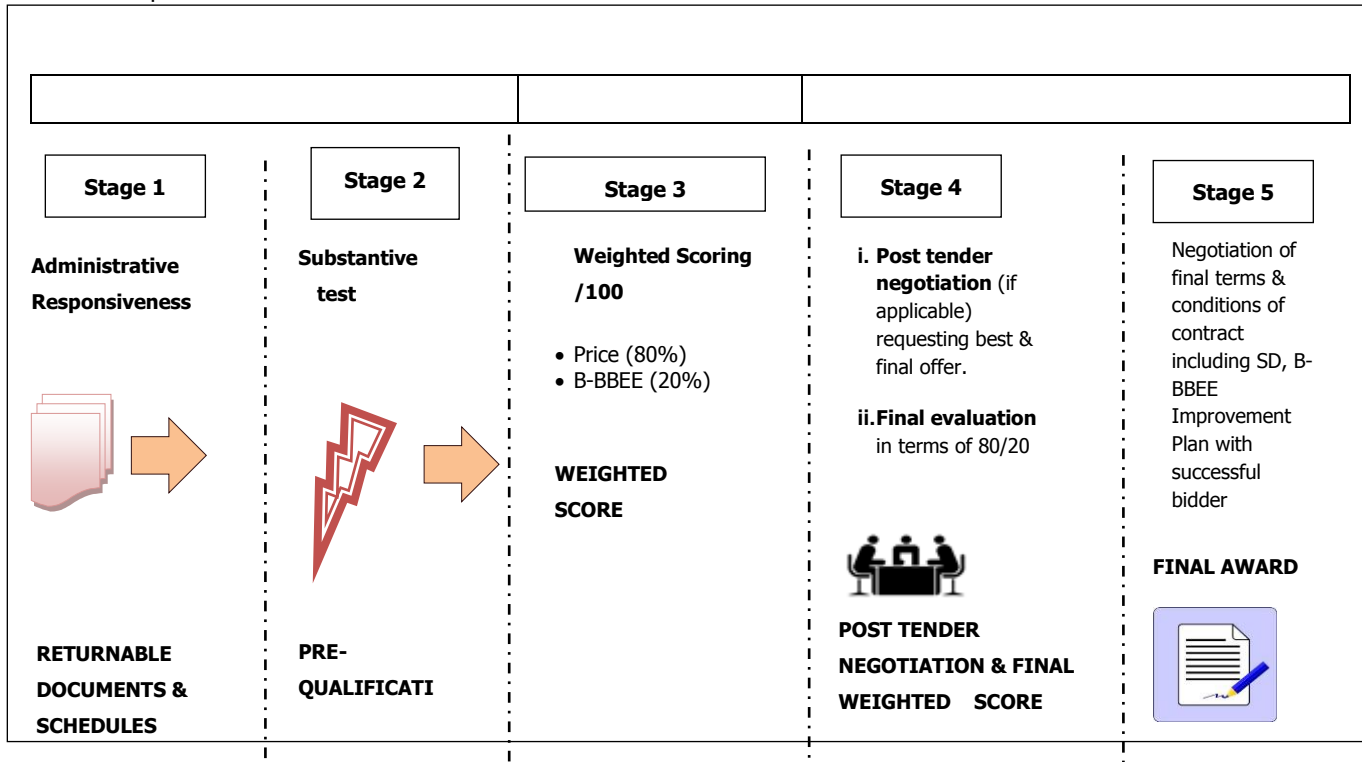 Stage 1
Administrative
Responsiveness
RETURNABLE
DOCUMENTS &
SCHEDULES
Stage 2
Substantive
test
PRE-
QUALIFICATI
Stage 3
Weighted Scoring
/100
• Price (80%)
• B-BBEE (20%)
WEIGHTED
SCORE
Stage 4
i. Post tender
negotiation (if
applicable)
requesting best &
final offer.
ii. Final evaluation
in terms of 80/20
POST TENDER
NEGOTIATION & FINAL
WEIGHTED SCORE
Stage 5
Negotiation of
final terms &
conditions of
contract
including SD, B-
BBEE
Improvement
Plan with
successful
bidder
FINAL AWARD